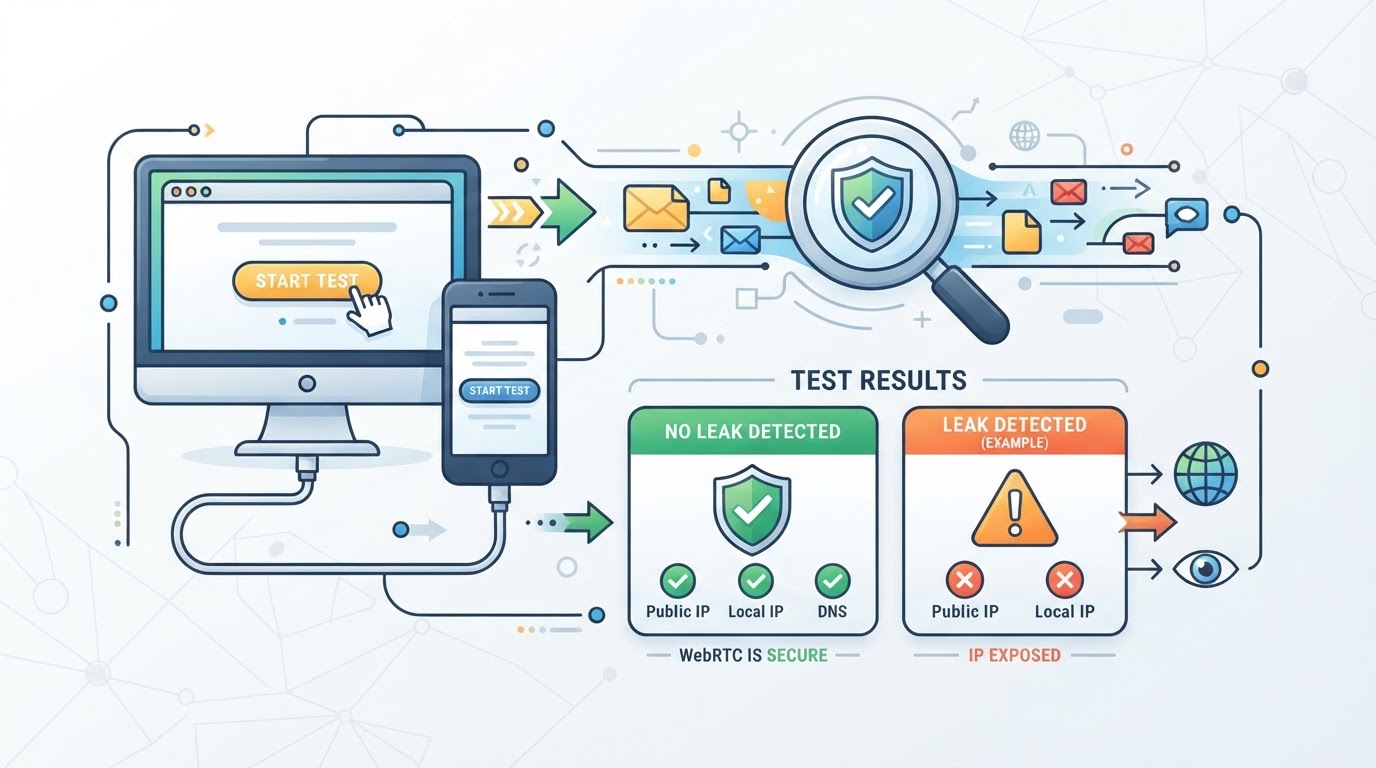 START TEST
START TEST
TEST RESULTS
NO LEAK DETECTED
Public IP
Local IP
DNS
WebRTC IS SECURE
LEAK DETECTED
(EXAMPLE)
Public IP
Local IP
IP EXPOSED